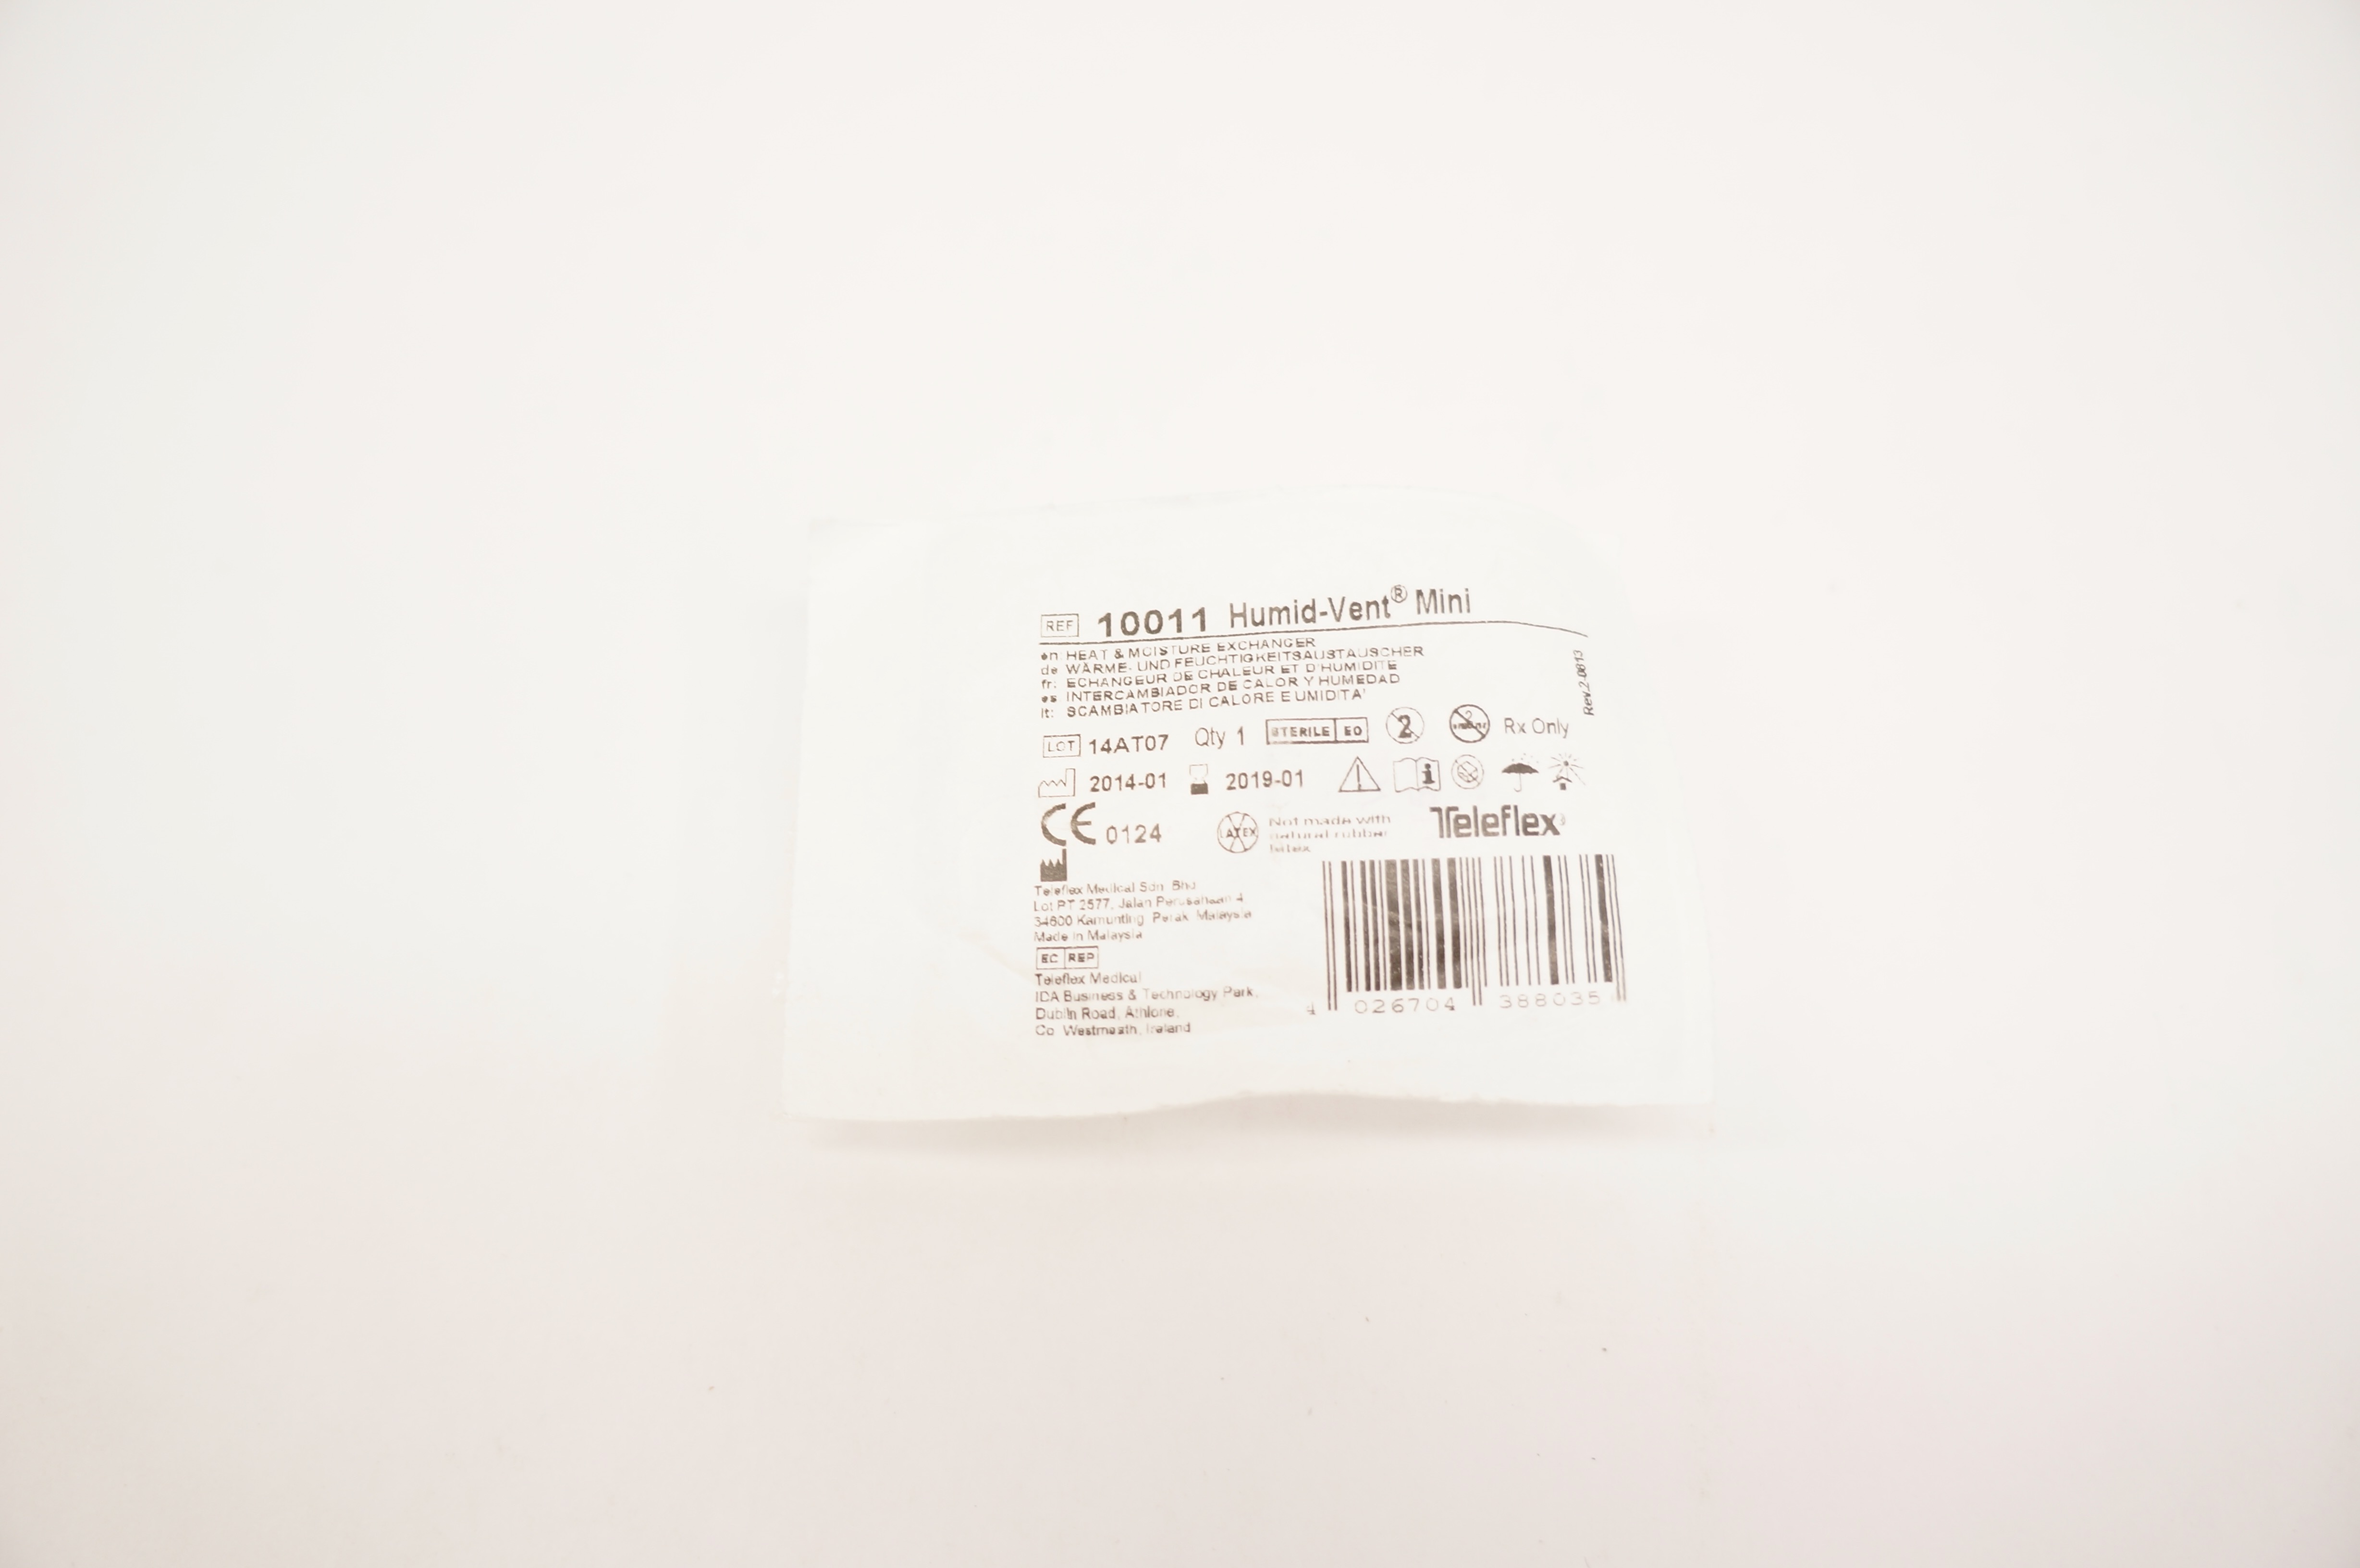 REF 10011 Humid-Vent® Mini
en HEAT & MOISTURE EXCHANGER
de WÄRME- UND FEUCHTIGKEITSAUSTAUSCHER
fr: ECHANGEUR DE CHALEUR ET D'HUMIDITE
es INTERCAMBIADOR DE CALOR Y HUMEDAD
It: SCAMBIATORE DI CALORE E UMIDITA'
Rev.2-0813
LOT 14AT07 Qty 1 STERILE EO 2 Rx Only
2014-01 2019-01
CE 0124 LATEX Not made with
natural rubber
latex
Teleflex
Teleflex Medical Sdn Bhd
Lot PT 2577, Jalan Perusahaan 4
34600 Kamunting Perak Malaysia
Made in Malaysia
EC REP
Teleflex Medical
IDA Business & Technology Park,
Dublin Road, Athlone,
Co Westmeath, Ireland
4 026704 388035